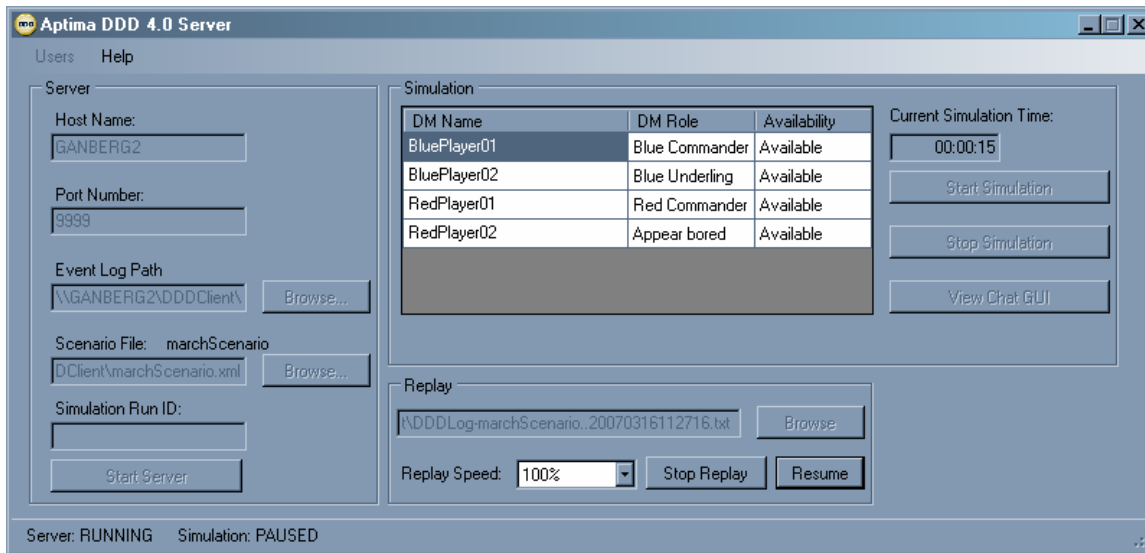 Aptima DDD 4.0 Server
Users Help
Server
Host Name:
GANBERG2
Port Number:
9999
Event Log Path
\\GANBERG2\DDDClient\ Browse...
Scenario File: marchScenario
DClient\marchScenario.xml Browse...
Simulation Run ID:
Start Server
Simulation
DM Name DM Role Availability
BluePlayer01 Blue Commander Available
BluePlayer02 Blue Underling Available
RedPlayer01 Red Commander Available
RedPlayer02 Appear bored Available
Current Simulation Time:
00:00:15
Start Simulation
Stop Simulation
View Chat GUI
Replay
t\DDDLog-marchScenario..20070316112716.txt Browse
Replay Speed: 100% Stop Replay Resume
Server: RUNNING Simulation: PAUSED